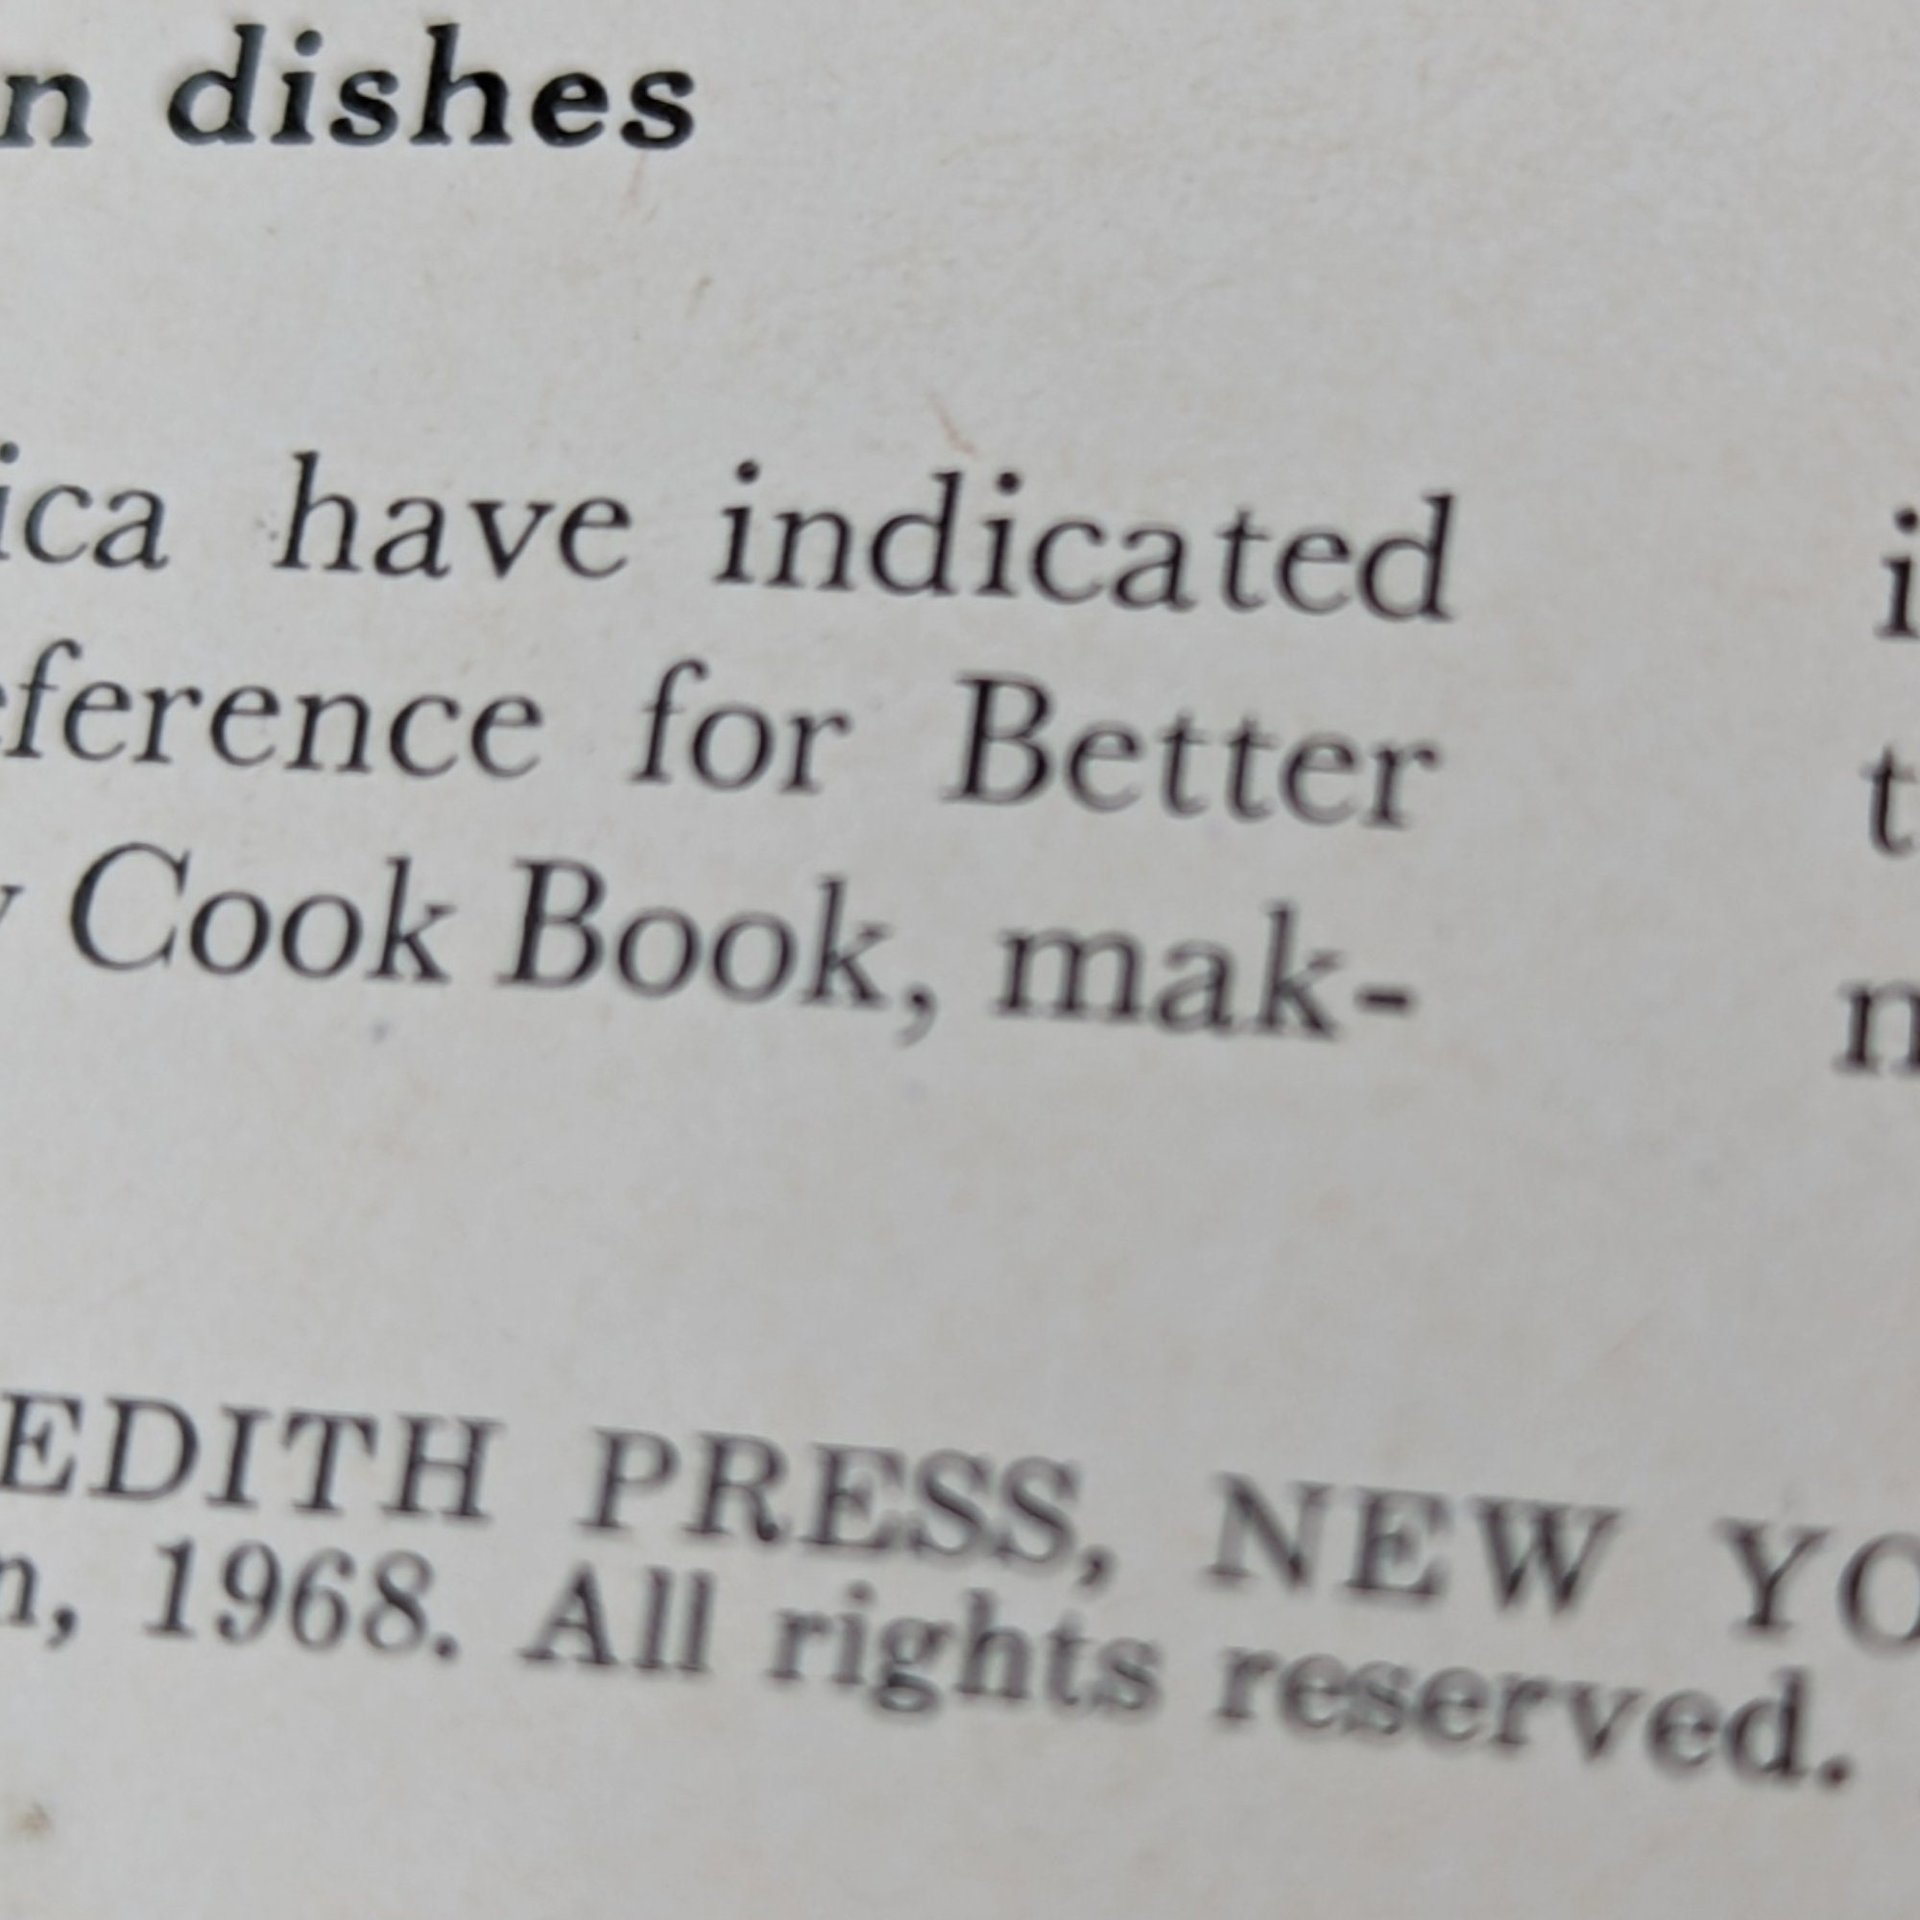 n dishes
ica have indicated
eference for Better
y Cook Book, mak-
EDITH PRESS, NEW YO
n, 1968. All rights reserved.